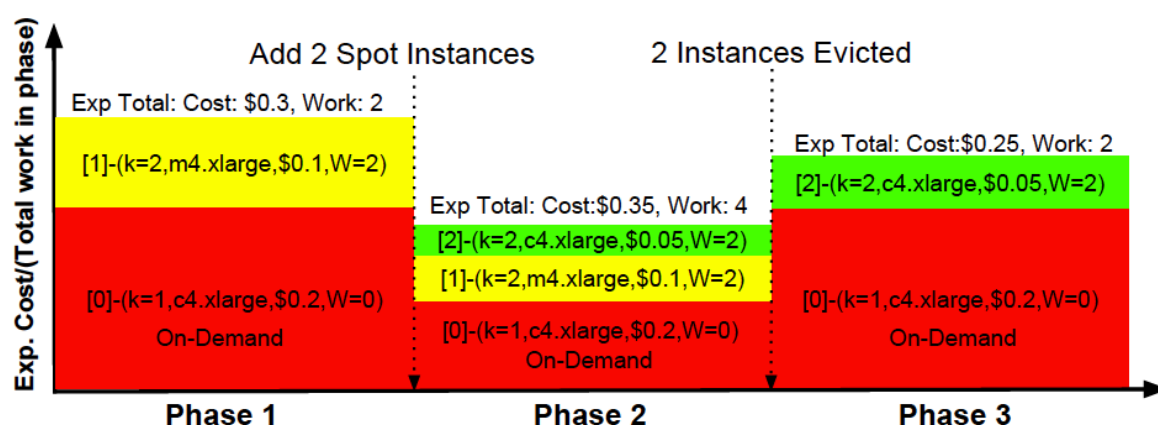 Exp. Cost/(Total work in phase)
Add 2 Spot Instances
2 Instances Evicted
Exp Total: Cost: $0.3, Work: 2
[1]-(k=2,m4.xlarge,$0.1,W=2)
[0]-(k=1,c4.xlarge,$0.2,W=0)
On-Demand
Exp Total: Cost:$0.35, Work: 4
[2]-(k=2,c4.xlarge,$0.05,W=2)
[1]-(k=2,m4.xlarge,$0.1,W=2)
[0]-(k=1,c4.xlarge,$0.2,W=0)
On-Demand
Exp Total: Cost:$0.25, Work: 2
[2]-(k=2,c4.xlarge,$0.05,W=2)
[0]-(k=1,c4.xlarge,$0.2,W=0)
On-Demand
Phase 1
Phase 2
Phase 3